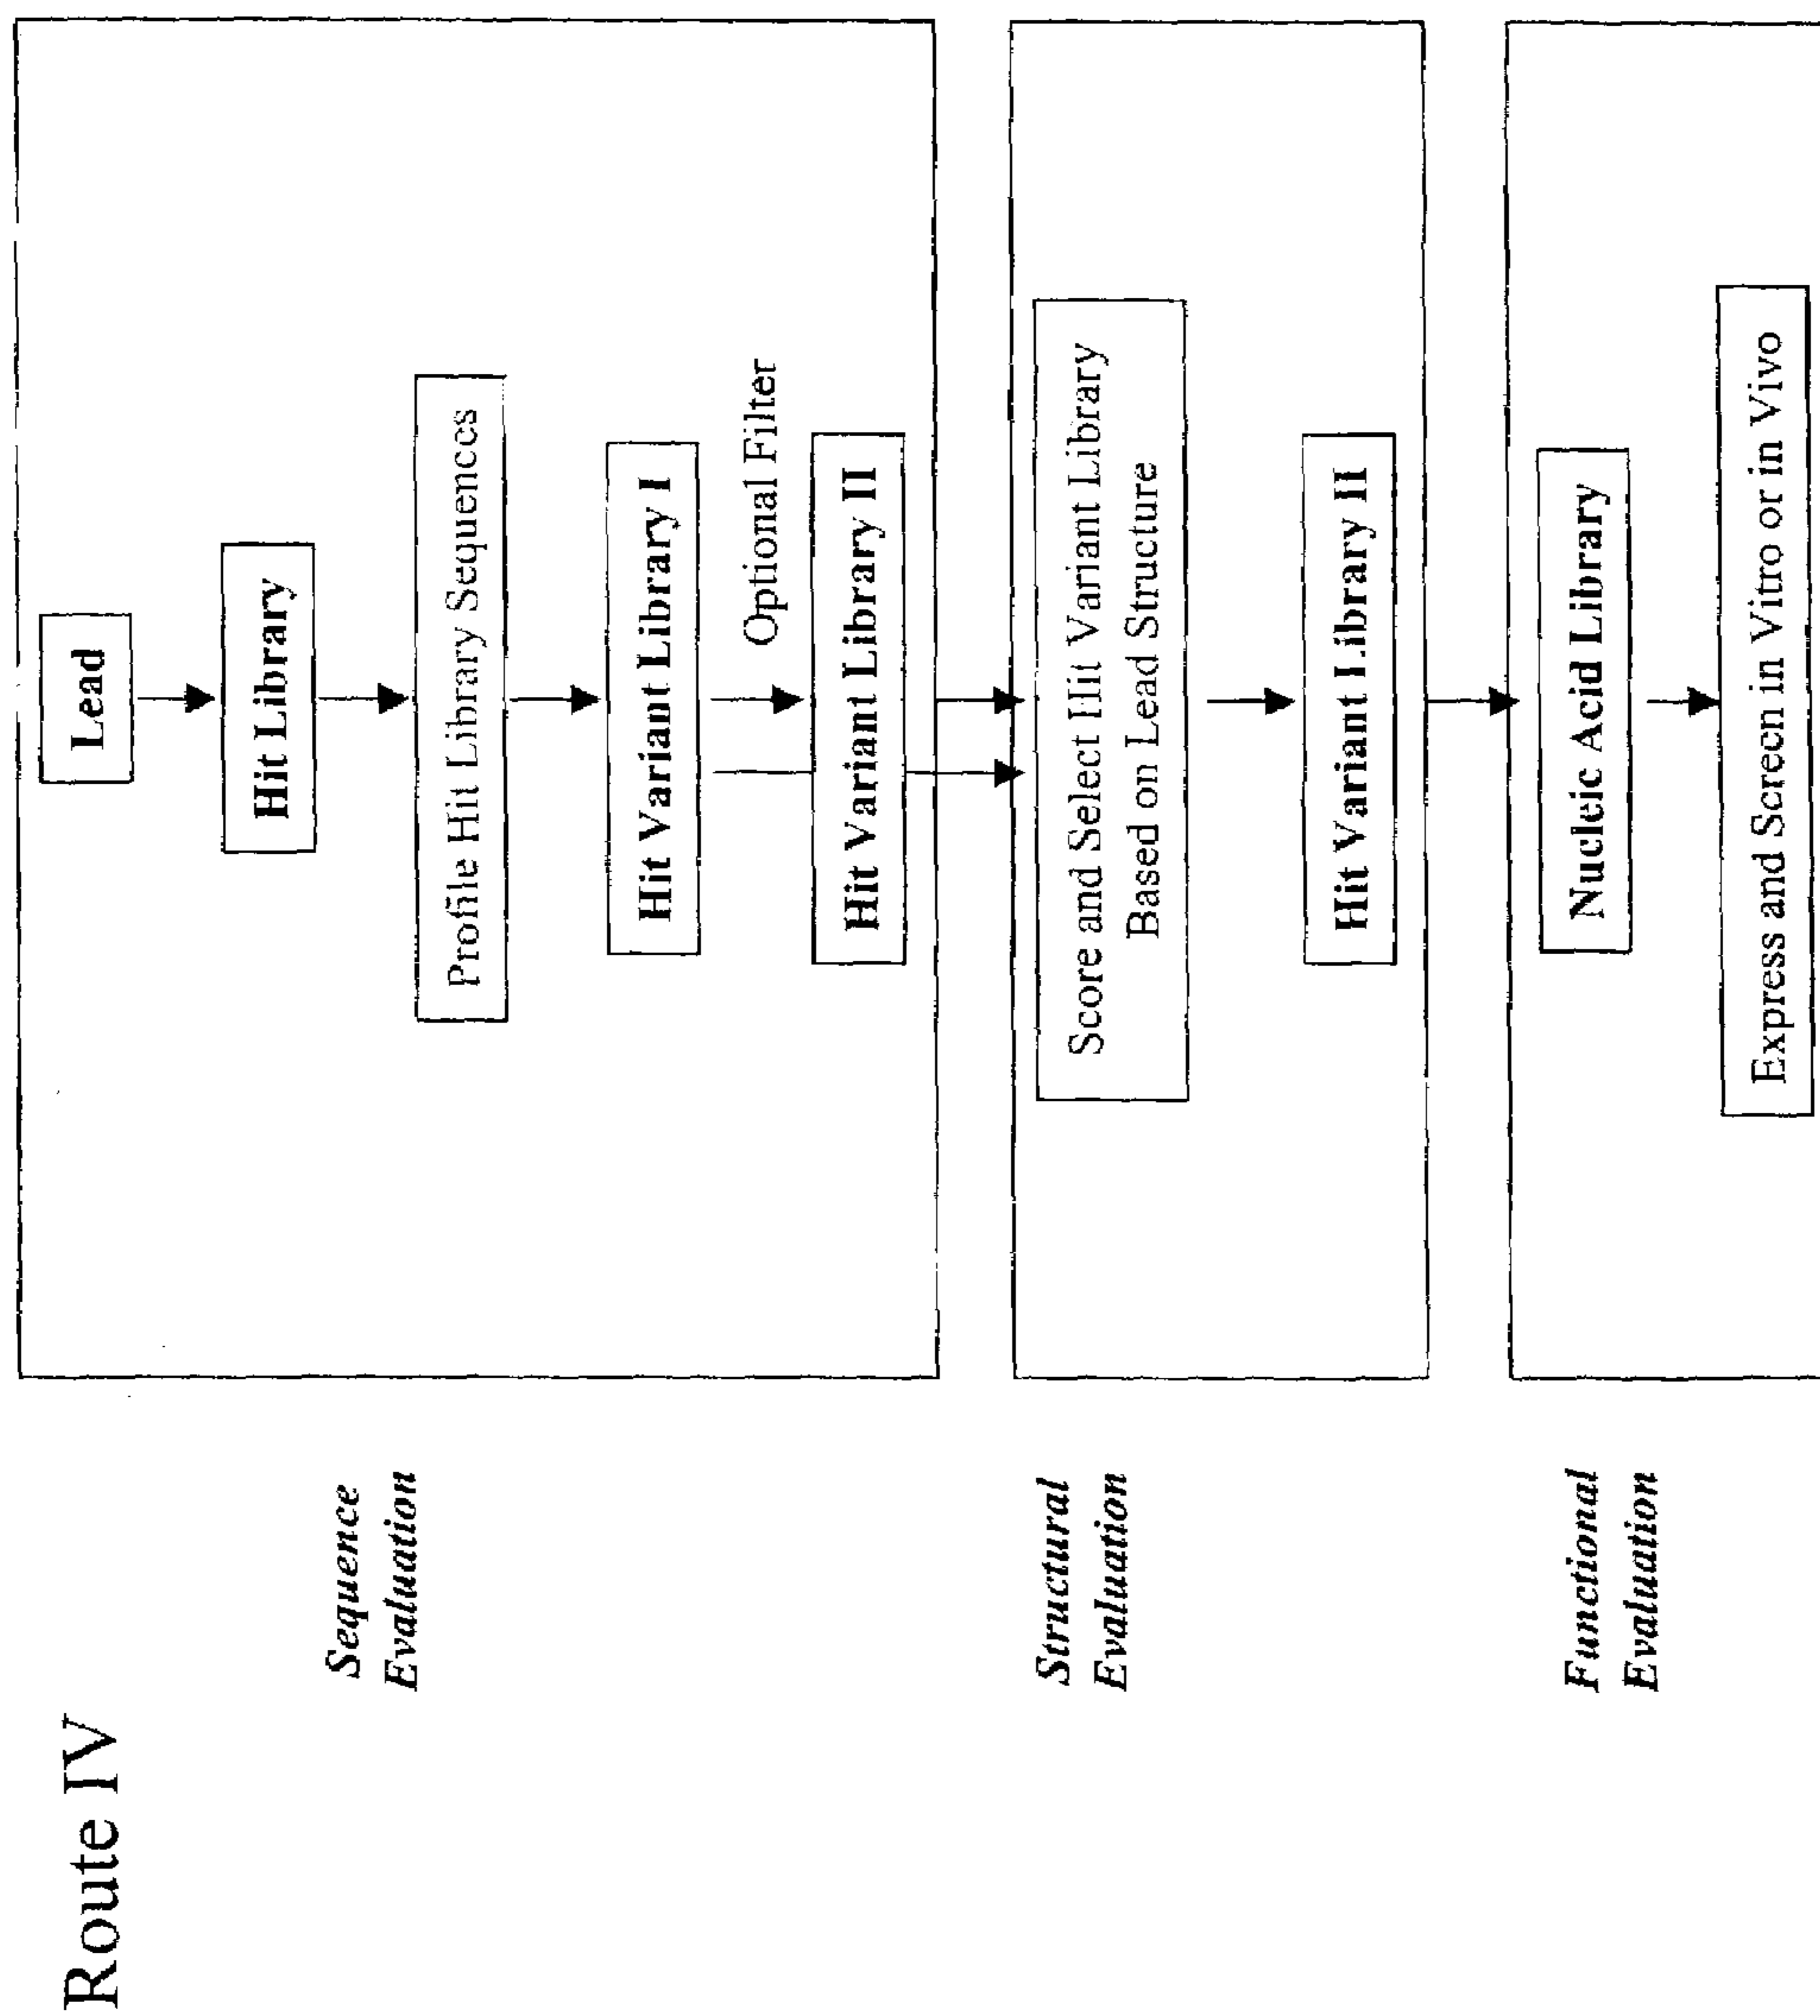 Route IV
Sequence
Evaluation
Lead
Hit Library
Profile Hit Library Sequences
Hit Variant Library I
Optional Filter
Hit Variant Library II
Structural
Evaluation
Score and Select Hit Variant Library
Based on Lead Structure
Hit Variant Library II
Functional
Evaluation
Nucleic Acid Library
Express and Screen in Vitro or in Vivo